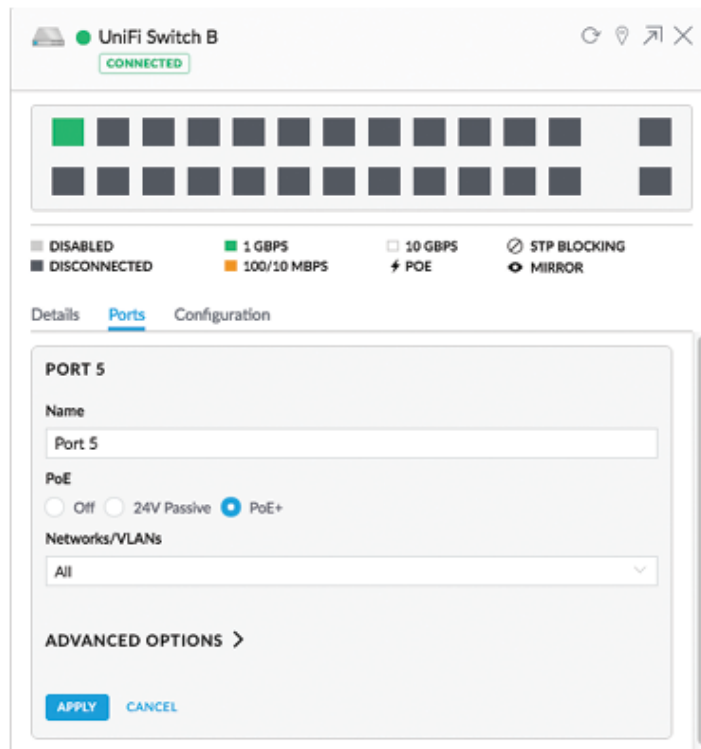 UniFi Switch B
CONNECTED
DISABLED 1 GBPS 10 GBPS STP BLOCKING
DISCONNECTED 100/10 MBPS POE MIRROR
Details Ports Configuration
PORT 5
Name
Port 5
PoE
Off 24V Passive PoE+
Networks/VLANs
All
ADVANCED OPTIONS
APPLY CANCEL